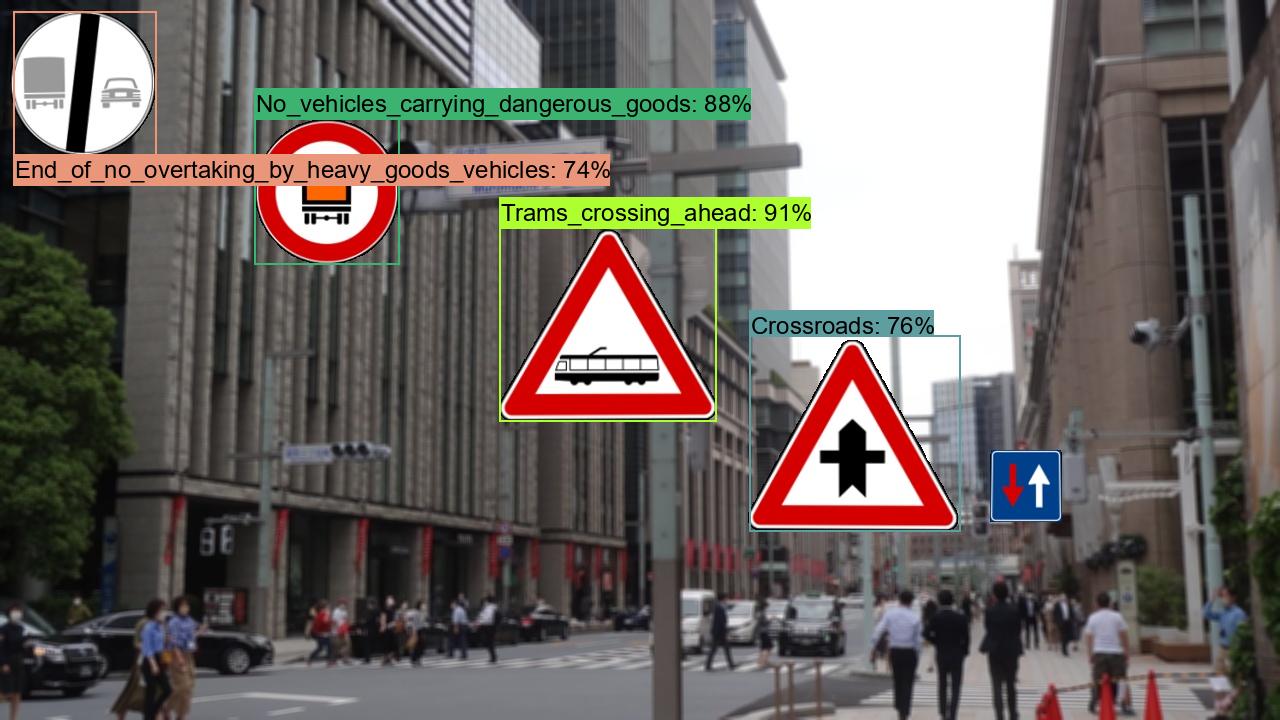 No_vehicles_carrying_dangerous_goods: 88%
End_of_no_overtaking_by_heavy_goods_vehicles: 74%
Trams_crossing_ahead: 91%
Crossroads: 76%